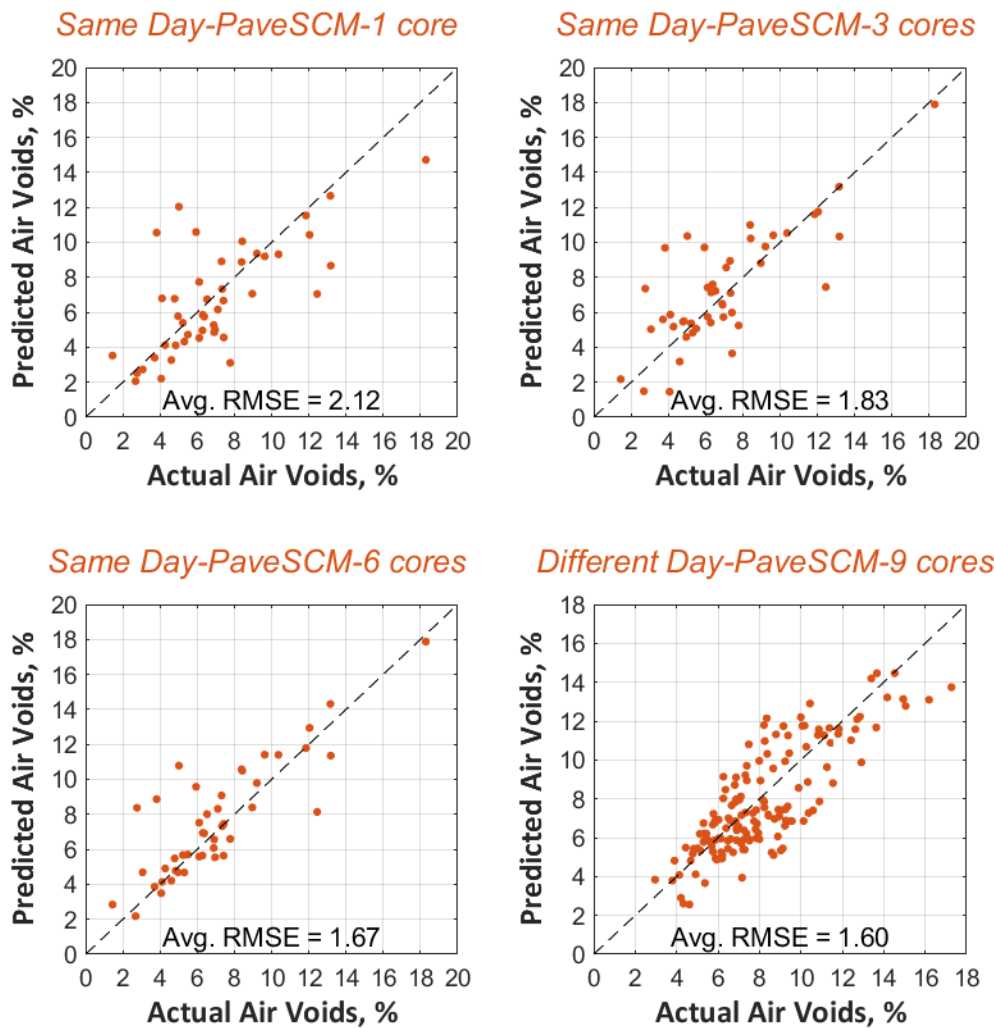 Same Day-PaveSCM-1 core
20
18
16
14
12
10
8
6
4
2
0
Predicted Air Voids, %
Avg. RMSE = 2.12
0 2 4 6 8 10 12 14 16 18 20
Actual Air Voids, %
Same Day-PaveSCM-3 cores
20
18
16
14
12
10
8
6
4
2
0
Predicted Air Voids, %
Avg. RMSE = 1.83
0 2 4 6 8 10 12 14 16 18 20
Actual Air Voids, %
Same Day-PaveSCM-6 cores
20
18
16
14
12
10
8
6
4
2
0
Predicted Air Voids, %
Avg. RMSE = 1.67
0 2 4 6 8 10 12 14 16 18 20
Actual Air Voids, %
Different Day-PaveSCM-9 cores
18
16
14
12
10
8
6
4
2
0
Predicted Air Voids, %
Avg. RMSE = 1.60
0 2 4 6 8 10 12 14 16 18
Actual Air Voids, %